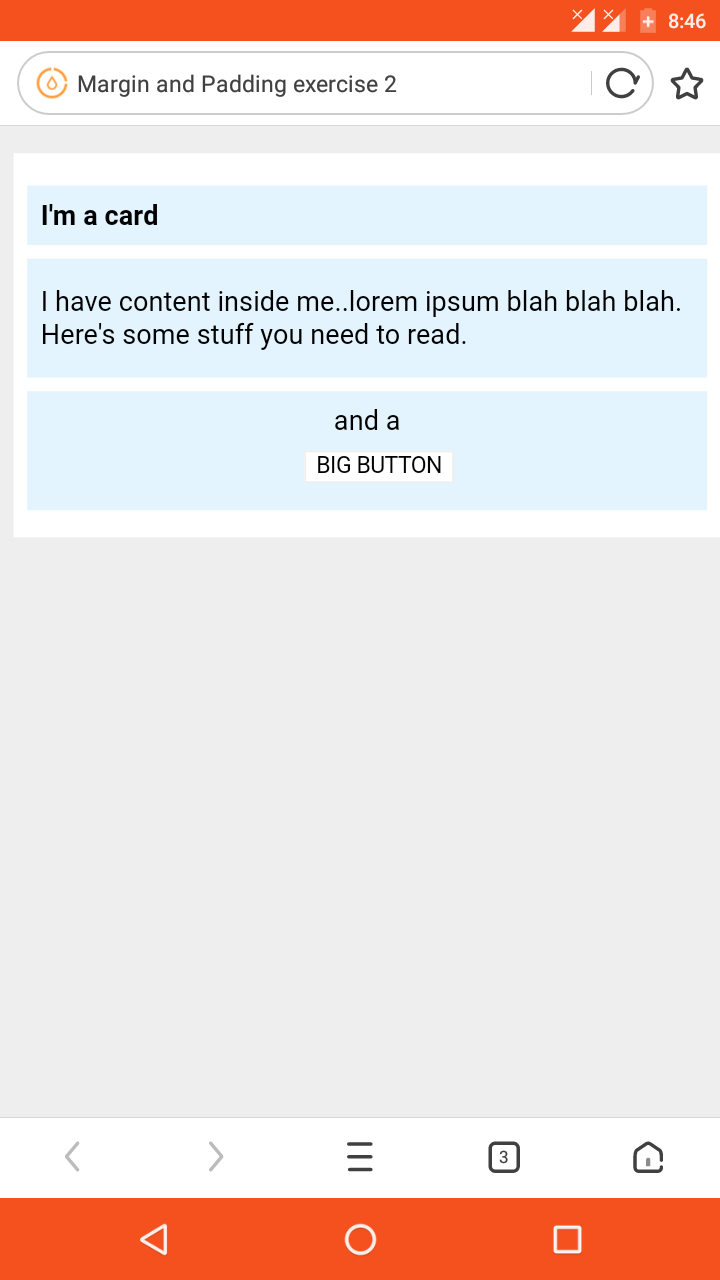 8:46
Margin and Padding exercise 2
I'm a card
I have content inside me..lorem ipsum blah blah blah.
Here's some stuff you need to read.
and a
BIG BUTTON
3